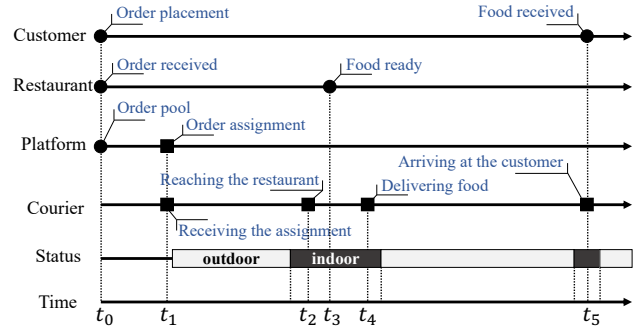 Order placement
Food received
Customer
Order received
Food ready
Restaurant
Order pool
Order assignment
Platform
Arriving at the customer
Reaching the restaurant
Delivering food
Courier
Receiving the assignment
Status
outdoor
indoor
Time
t₀ t₁ t₂ t₃ t₄ t₅